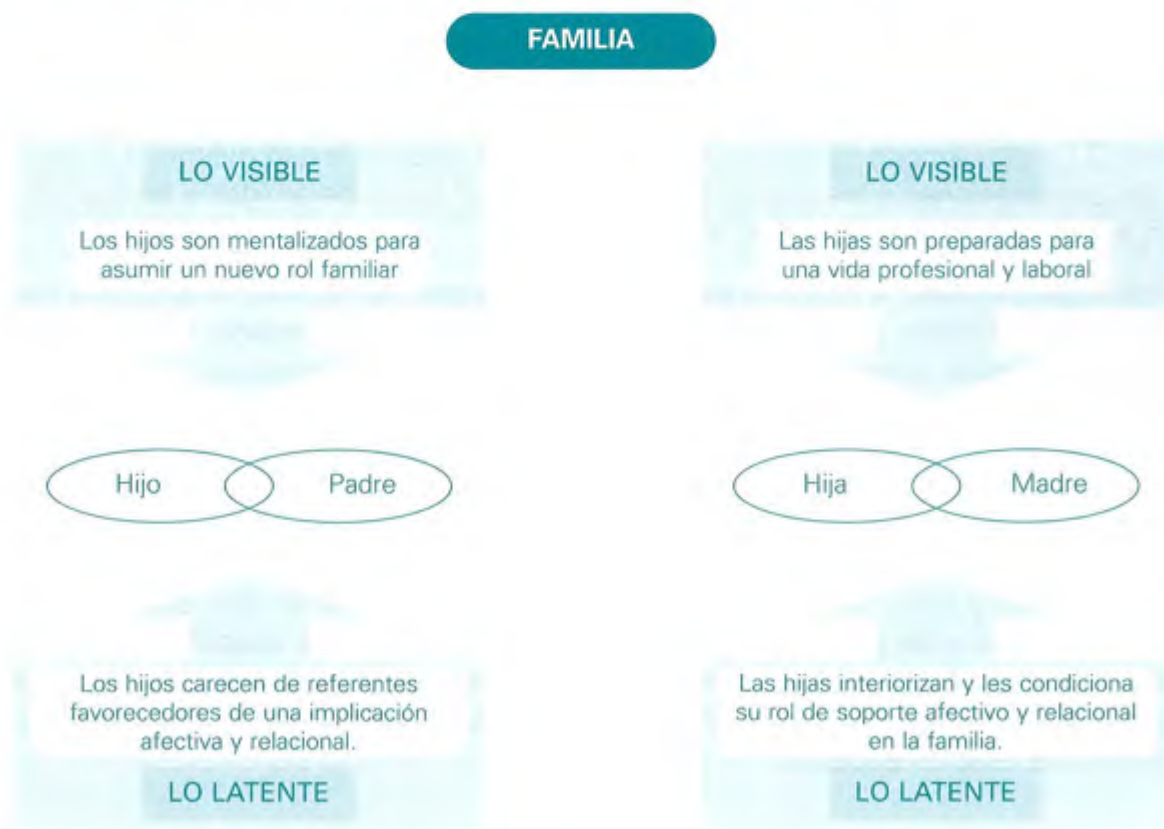 FAMILIA
LO VISIBLE
Los hijos son mentalizados para
asumir un nuevo rol familiar
Hijo
Padre
Los hijos carecen de referentes
favorecedores de una implicación
afectiva y relacional.
LO LATENTE
LO VISIBLE
Las hijas son preparadas para
una vida profesional y laboral
Hija
Madre
Las hijas interiorizan y les condiciona
su rol de soporte afectivo y relacional
en la familia.
LO LATENTE